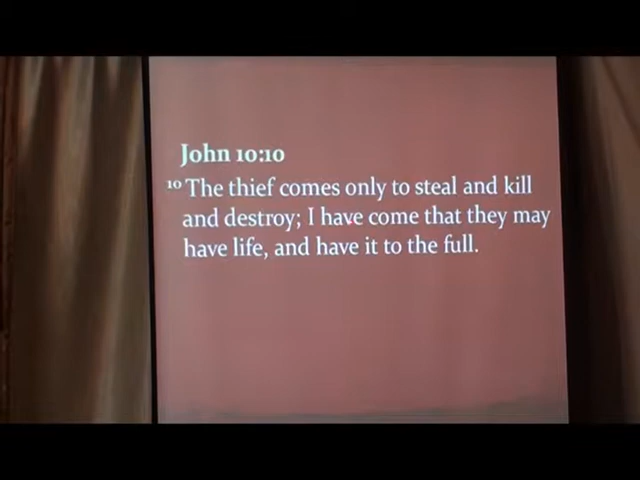 John 10:10
10 The thief comes only to steal and kill
and destroy; I have come that they may
have life, and have it to the full.